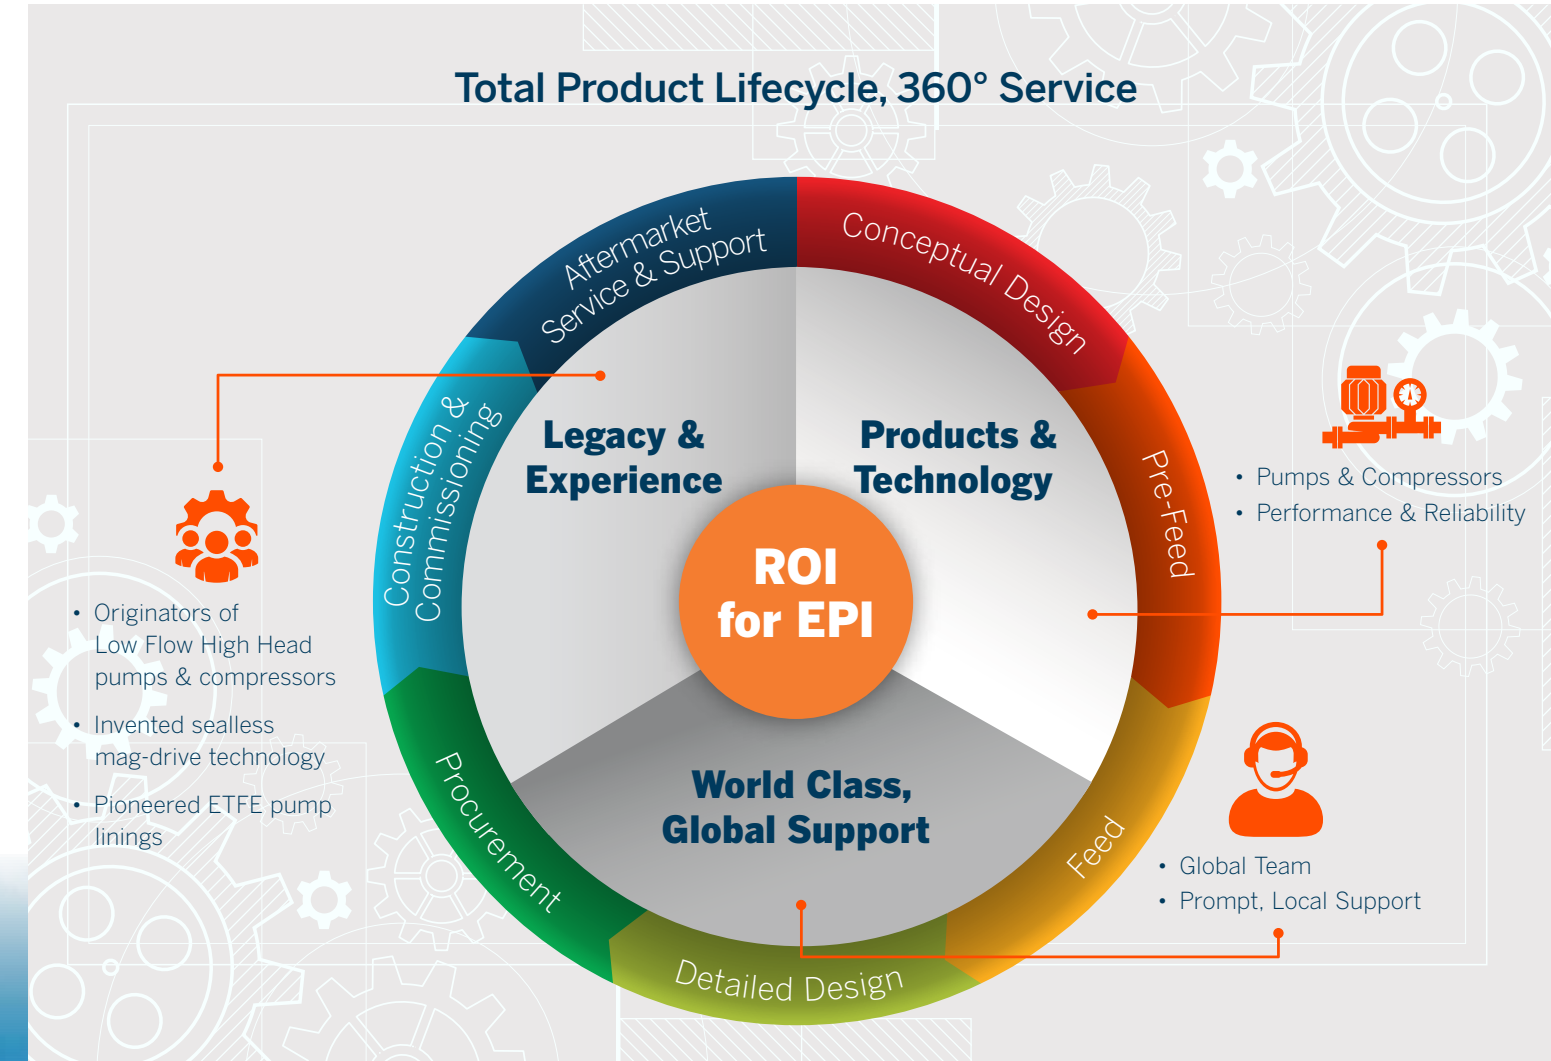 Total Product Lifecycle, 360° Service
Conceptual Design
Pre-Feed
Feed
Detailed Design
Procurement
Construction &
Commissioning
Aftermarket
Service & Support
Legacy &
Experience
Products &
Technology
World Class,
Global Support
ROI
for EPI
• Originators of
Low Flow High Head
pumps & compressors
• Invented sealless
mag-drive technology
• Pioneered ETFE pump
linings
• Pumps & Compressors
• Performance & Reliability
• Global Team
• Prompt, Local Support